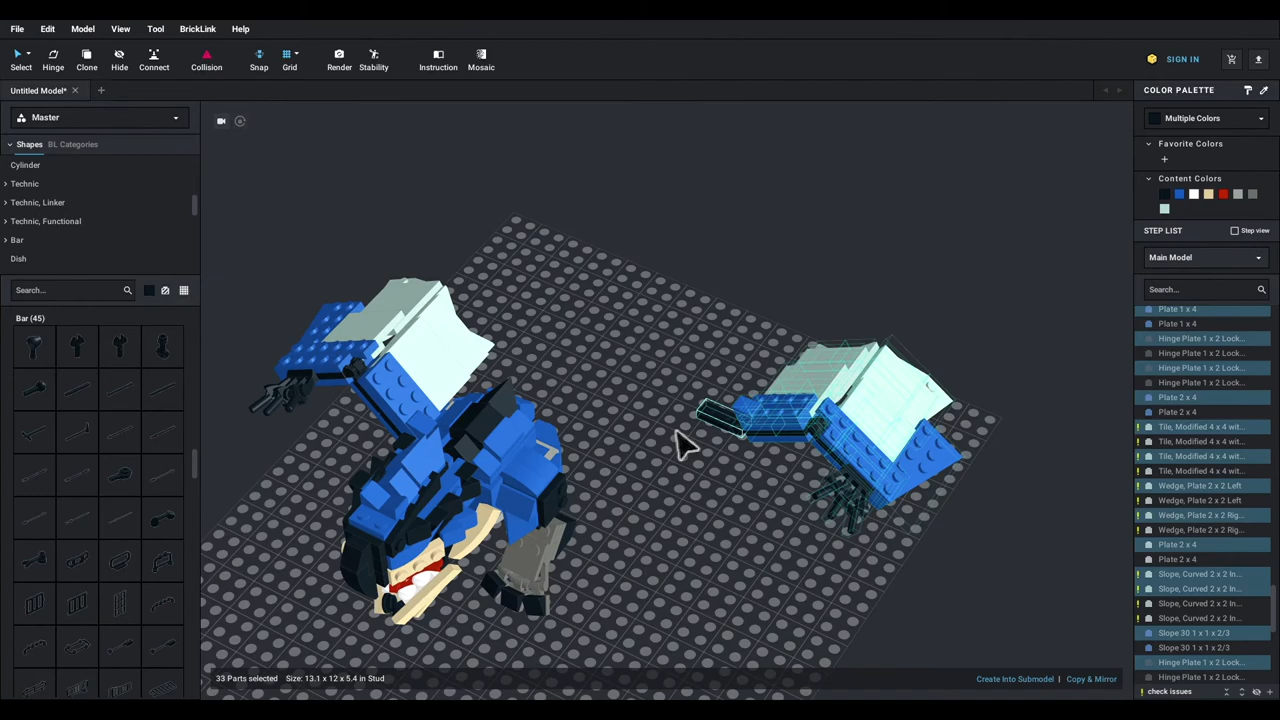 File Edit Model View Tool BrickLink Help
Select Hinge Clone Hide Connect Collision Snap Grid Render Stability Instruction Mosaic SIGN IN
Untitled Model* COLOR PALETTE
Master Multiple Colors
Shapes BL Categories Favorite Colors
Cylinder
Technic Content Colors
Technic, Linker
Technic, Functional
STEP LIST Step view
Bar
Dish Main Model
Search... Search...
Bar (45)
Plate 1 x 4
Plate 1 x 4
Hinge Plate 1 x 2 Lock...
Hinge Plate 1 x 2 Lock...
Hinge Plate 1 x 2 Lock...
Hinge Plate 1 x 2 Lock...
Plate 2 x 4
Plate 2 x 4
Tile, Modified 4 x 4 wit...
Tile, Modified 4 x 4 wit...
Tile, Modified 4 x 4 wit...
Tile, Modified 4 x 4 wit...
Wedge, Plate 2 x 2 Left
Wedge, Plate 2 x 2 Left
Wedge, Plate 2 x 2 Rig...
Wedge, Plate 2 x 2 Rig...
Plate 2 x 4
Plate 2 x 4
Slope, Curved 2 x 2 In...
Slope, Curved 2 x 2 In...
Slope, Curved 2 x 2 In...
Slope, Curved 2 x 2 In...
Slope 30 1 x 1 x 2/3
Slope 30 1 x 1 x 2/3
Hinge Plate 1 x 2 Lock...
Hinge Plate 1 x 2 Lock...
33 Parts selected Size: 13.1 x 12 x 5.4 in Stud Create Into Submodel | Copy & Mirror
check issues